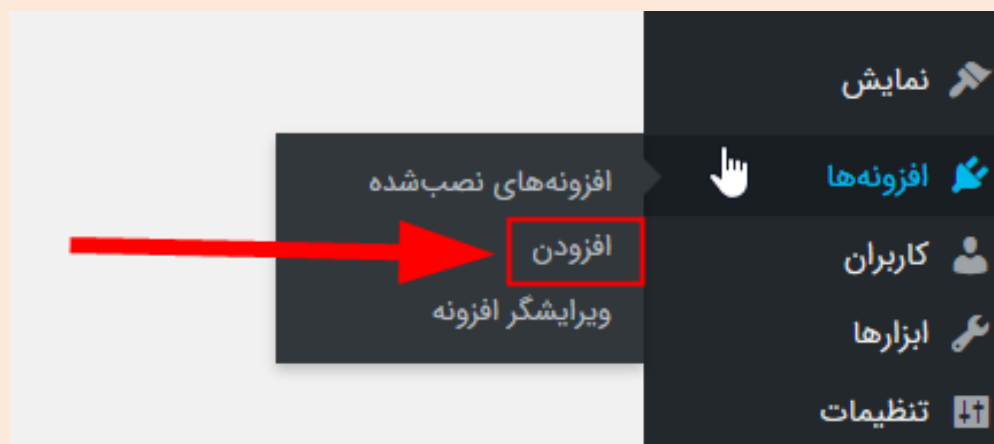 نمایش
افزونه‌ها
افزونه‌های نصب‌شده
افزودن
ویرایشگر افزونه
کاربران
ابزارها
تنظیمات